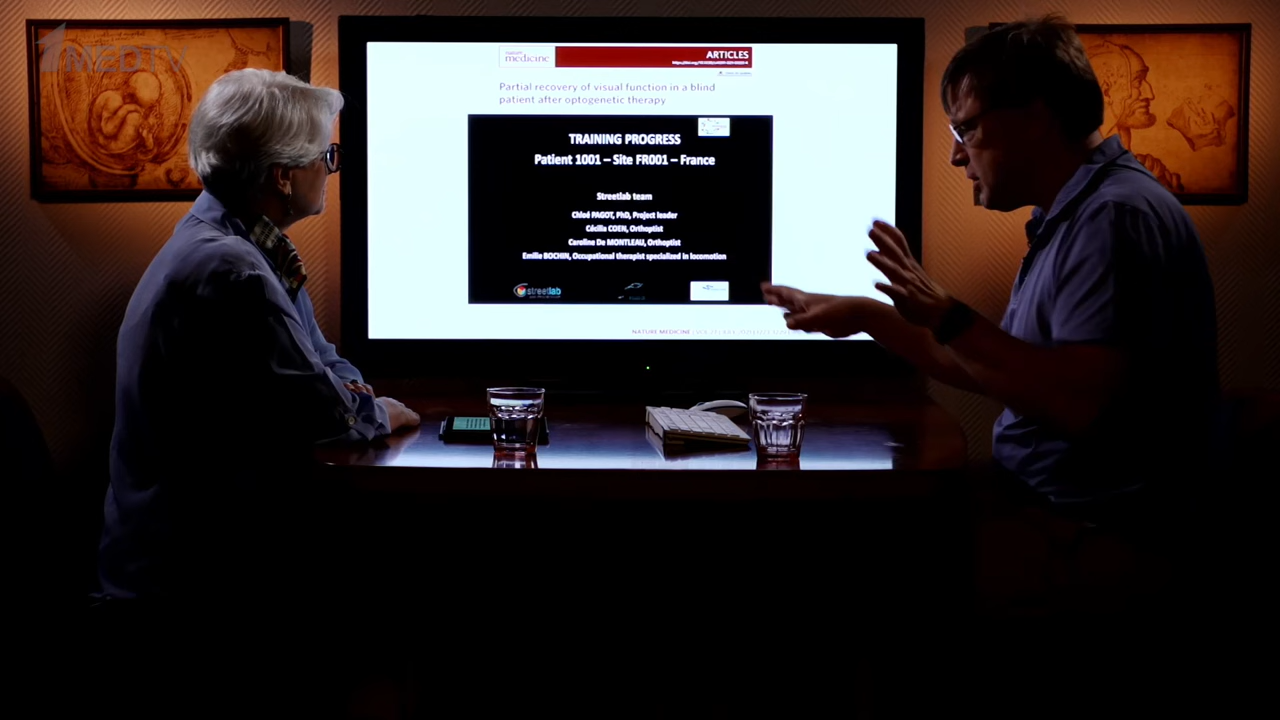 1MEDTV
nature
medicine
ARTICLES
Partial recovery of visual function in a blind
patient after optogenetic therapy
TRAINING PROGRESS
Patient 1001 – Site FR001 – France
Streetlab team
Chloé PAGOT, PhD, Project leader
Cécilia COEN, Orthoptist
Caroline De MONTLEAU, Orthoptist
Emilie BOCHIN, Occupational therapist specialized in locomotion
streetlab
NATURE MEDICINE